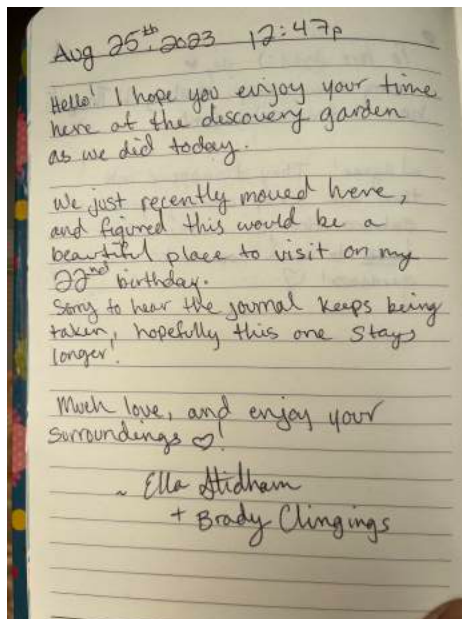 Aug 25th, 2023 12:47p
Hello! I hope you enjoy your time
here at the discovery garden
as we did today.
We just recently moved here,
and figured this would be a
beautiful place to visit on my
22nd birthday.
Sorry to hear the journal keeps being
taken, hopefully this one stays
longer.
Much love, and enjoy your
surroundings ♡!
~ Ella Stidham
+ Brady Clingings